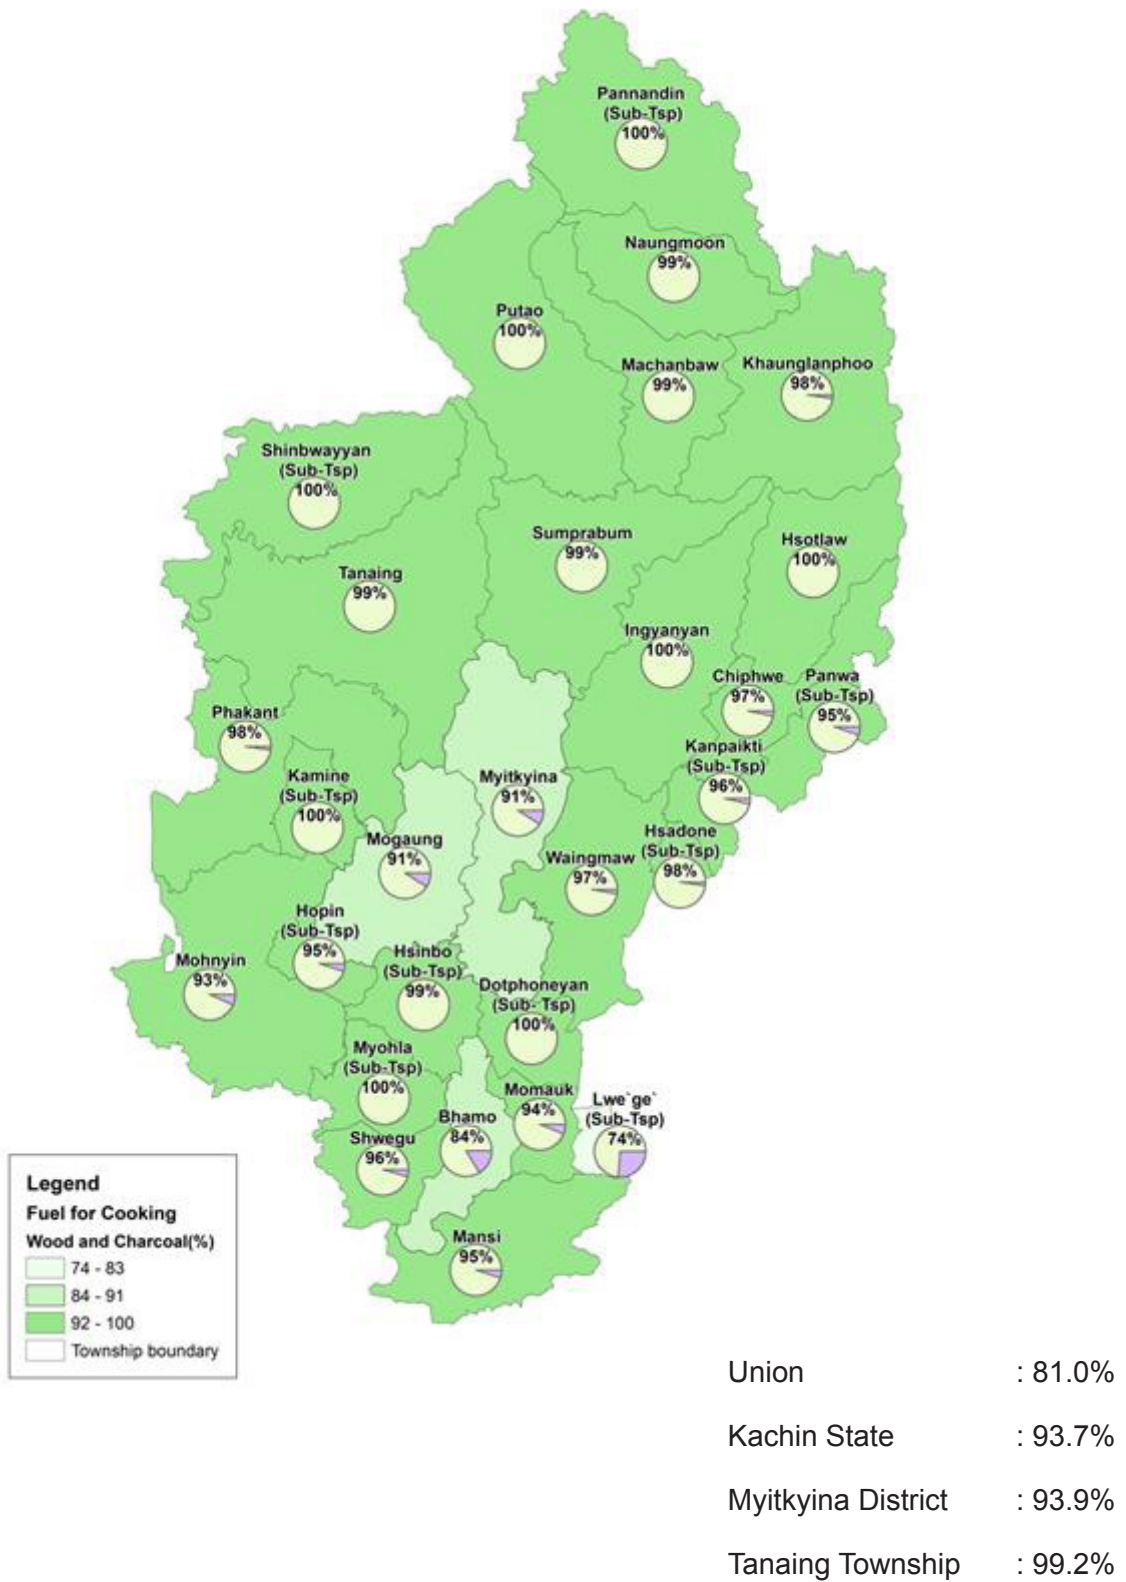 Pannandin
(Sub-Tsp)
100%
Naungmoon
99%
Putao
100%
Machanbaw
99%
Khaunglanphoo
98%
Shinbwayyan
(Sub-Tsp)
100%
Sumprabum
99%
Hsotlaw
100%
Tanaing
99%
Ingyanyan
100%
Chiphwe
97%
Panwa
(Sub-Tsp)
95%
Phakant
98%
Kanpaikti
(Sub-Tsp)
96%
Kamine
(Sub-Tsp)
100%
Myitkyina
91%
Mogaung
91%
Hsadone
(Sub-Tsp)
98%
Waingmaw
97%
Hopin
(Sub-Tsp)
95%
Hsinbo
(Sub-Tsp)
99%
Mohnyin
93%
Dotphoneyan
(Sub- Tsp)
100%
Myohla
(Sub-Tsp)
100%
Momauk
94%
Lwe`ge`
(Sub-Tsp)
74%
Bhamo
84%
Shwegu
96%
Mansi
95%
Legend
Fuel for Cooking
Wood and Charcoal(%)
74 - 83
84 - 91
92 - 100
Township boundary
Union : 81.0%
Kachin State : 93.7%
Myitkyina District : 93.9%
Tanaing Township : 99.2%